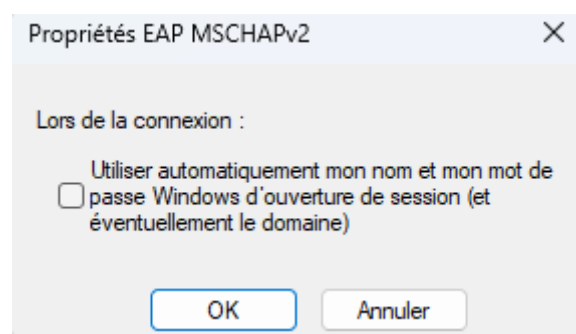 Propriétés EAP MSCHAPv2
Lors de la connexion :
Utiliser automatiquement mon nom et mon mot de
passe Windows d'ouverture de session (et
éventuellement le domaine)
OK
Annuler